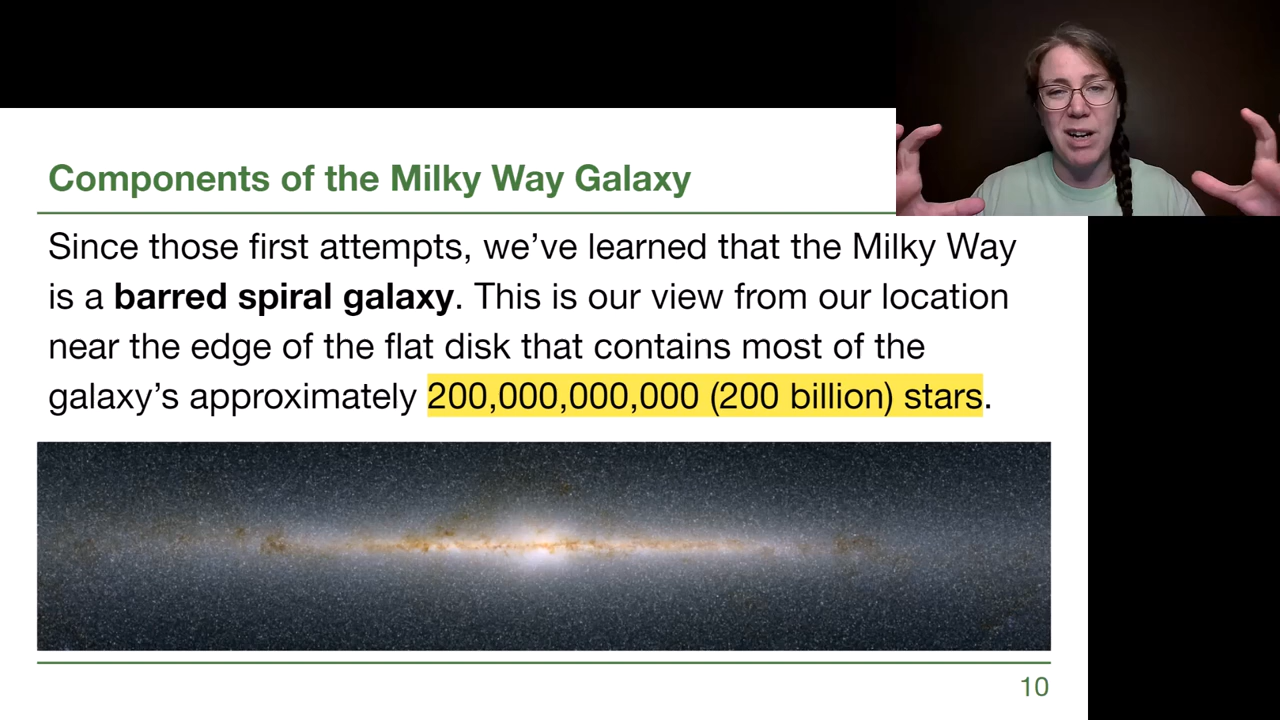 Components of the Milky Way Galaxy
Since those first attempts, we’ve learned that the Milky Way
is a barred spiral galaxy. This is our view from our location
near the edge of the flat disk that contains most of the
galaxy’s approximately 200,000,000,000 (200 billion) stars.
10